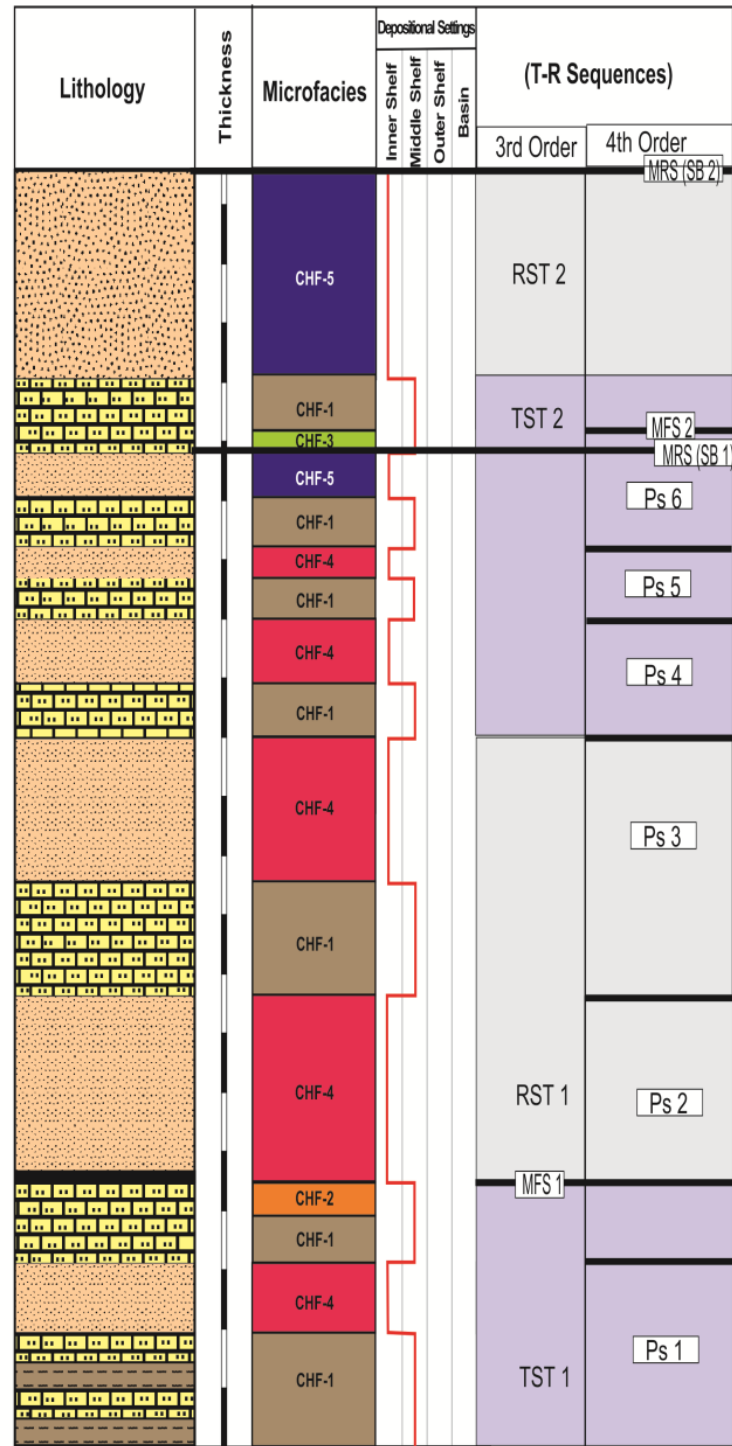 Lithology
Thickness
Microfacies
Depositional Settings
Inner Shelf
Middle Shelf
Outer Shelf
Basin
(T-R Sequences)
3rd Order
4th Order
MRS (SB 2)
CHF-5
RST 2
CHF-1
TST 2
MFS 2
CHF-3
MRS (SB 1)
CHF-5
Ps 6
CHF-1
CHF-4
Ps 5
CHF-1
CHF-4
Ps 4
CHF-1
CHF-4
Ps 3
CHF-1
CHF-4
RST 1
Ps 2
MFS 1
CHF-2
CHF-1
CHF-4
Ps 1
CHF-1
TST 1